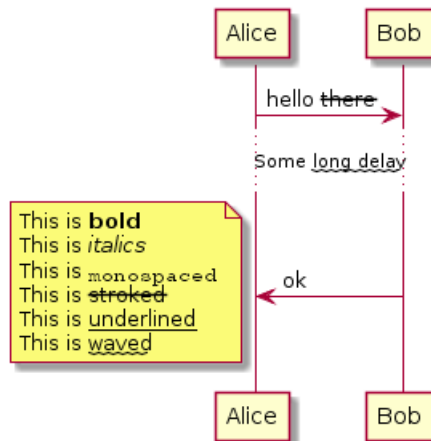 Alice Bob
hello there
Some long delay
This is bold
This is italics
This is monospaced
This is stroked
This is underlined
This is waved
ok
Alice Bob